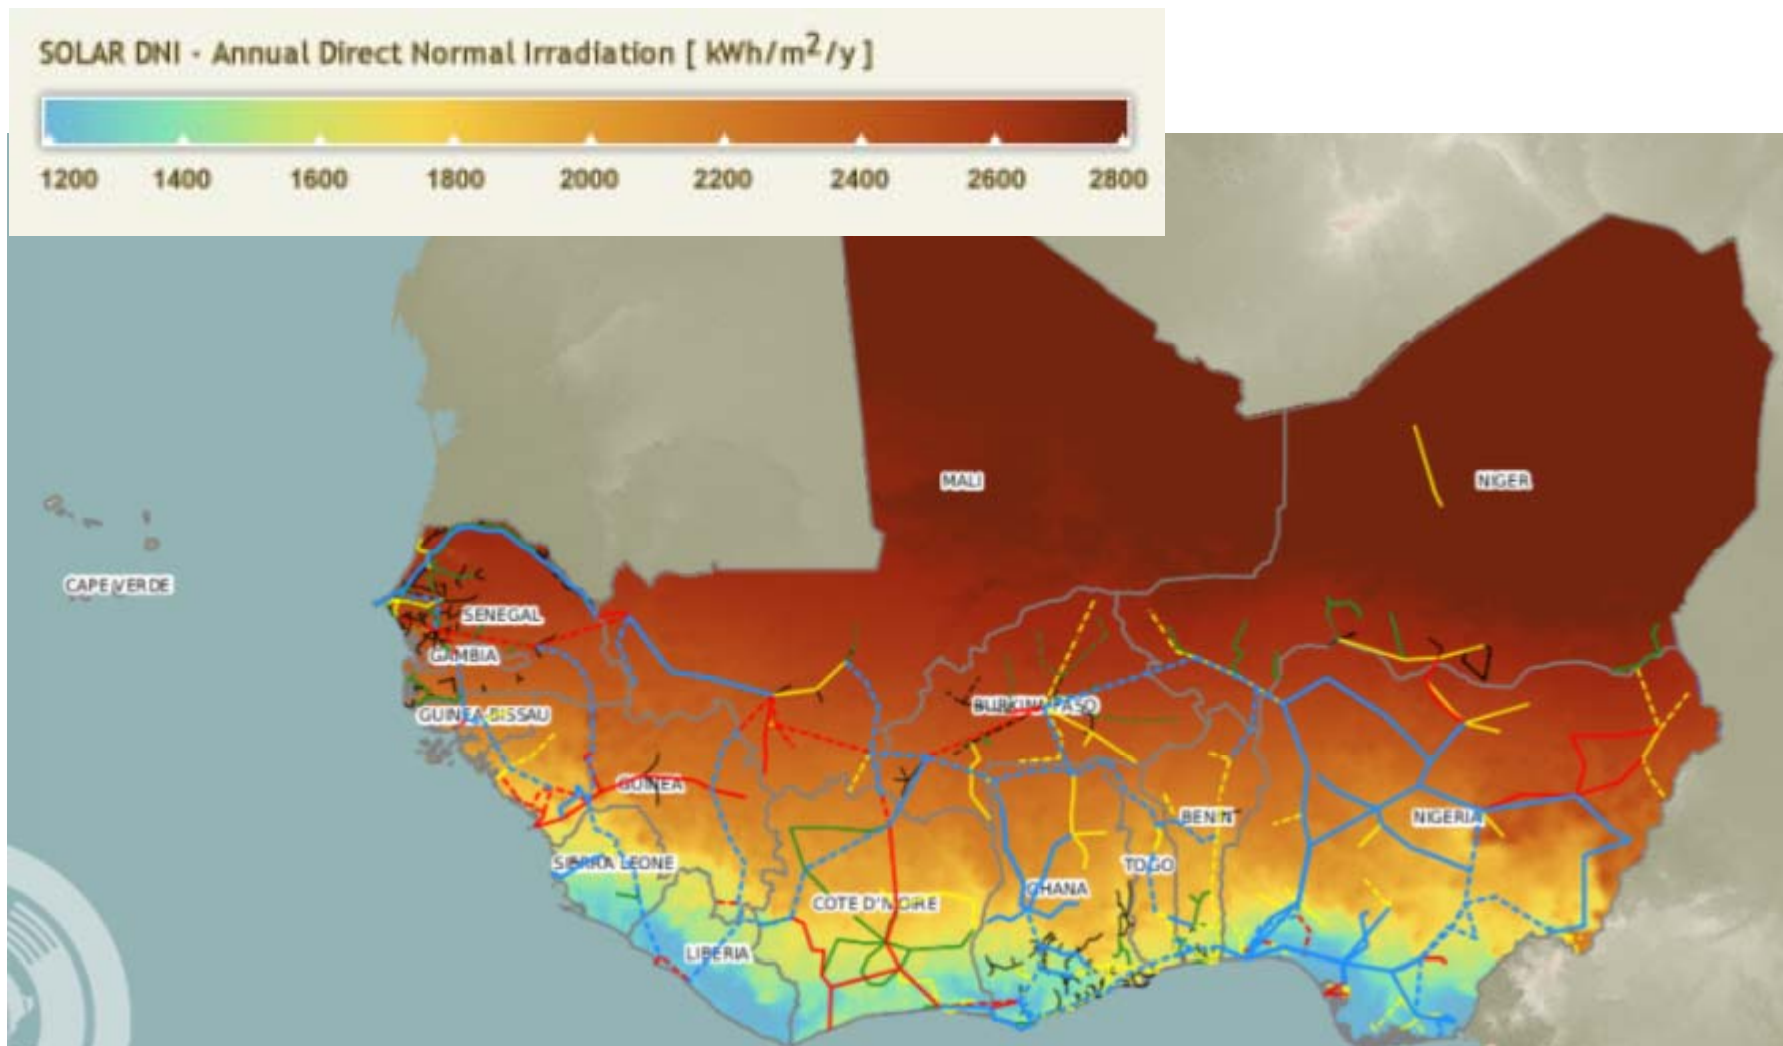 SOLAR DNI - Annual Direct Normal Irradiation [ kWh/m²/y ]
1200 1400 1600 1800 2000 2200 2400 2600 2800
MALI
NIGER
CAPE VERDE
SENEGAL
GAMBIA
BURKINA FASO
GUINEA-BISSAU
GUINEA
BENIN
NIGERIA
SIERRA LEONE
TOGO
GHANA
COTE D'IVOIRE
LIBERIA